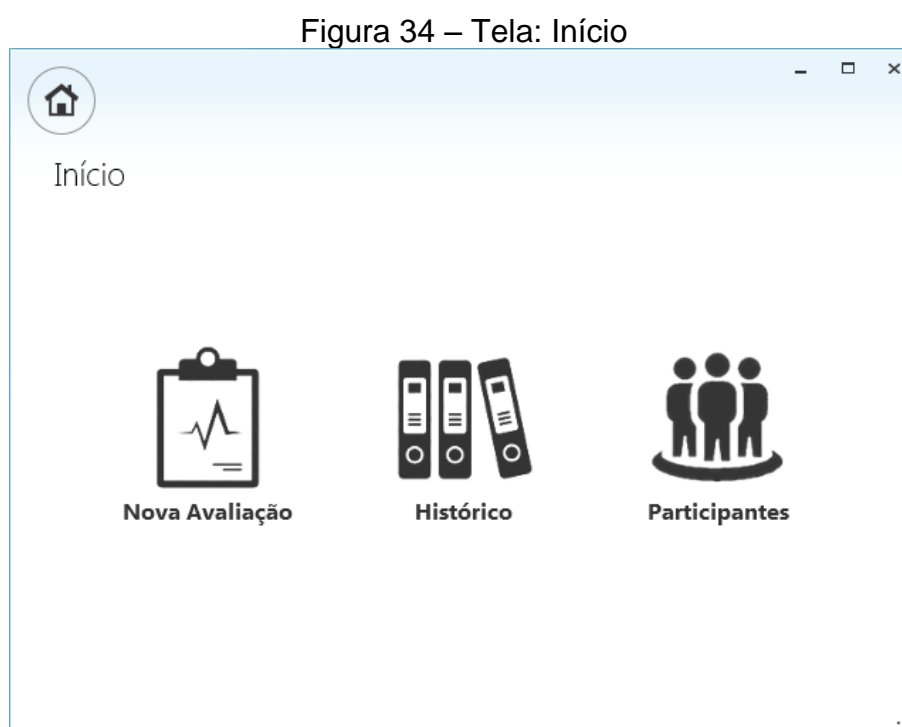 Figura 34 – Tela: Início
Início
Nova Avaliação
Histórico
Participantes